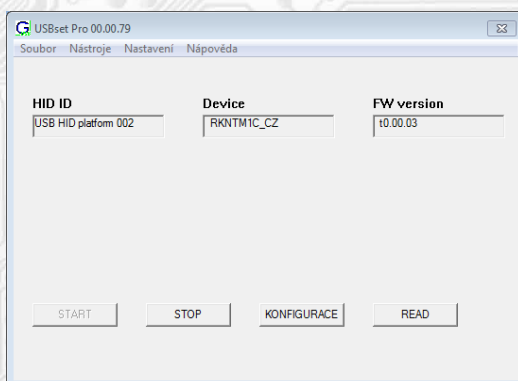 USBset Pro 00.00.79
Soubor Nástroje Nastavení Nápověda
HID ID Device FW version
USB HID platform 002 RKNTM1C_CZ t0.00.03
START STOP KONFIGURACE READ